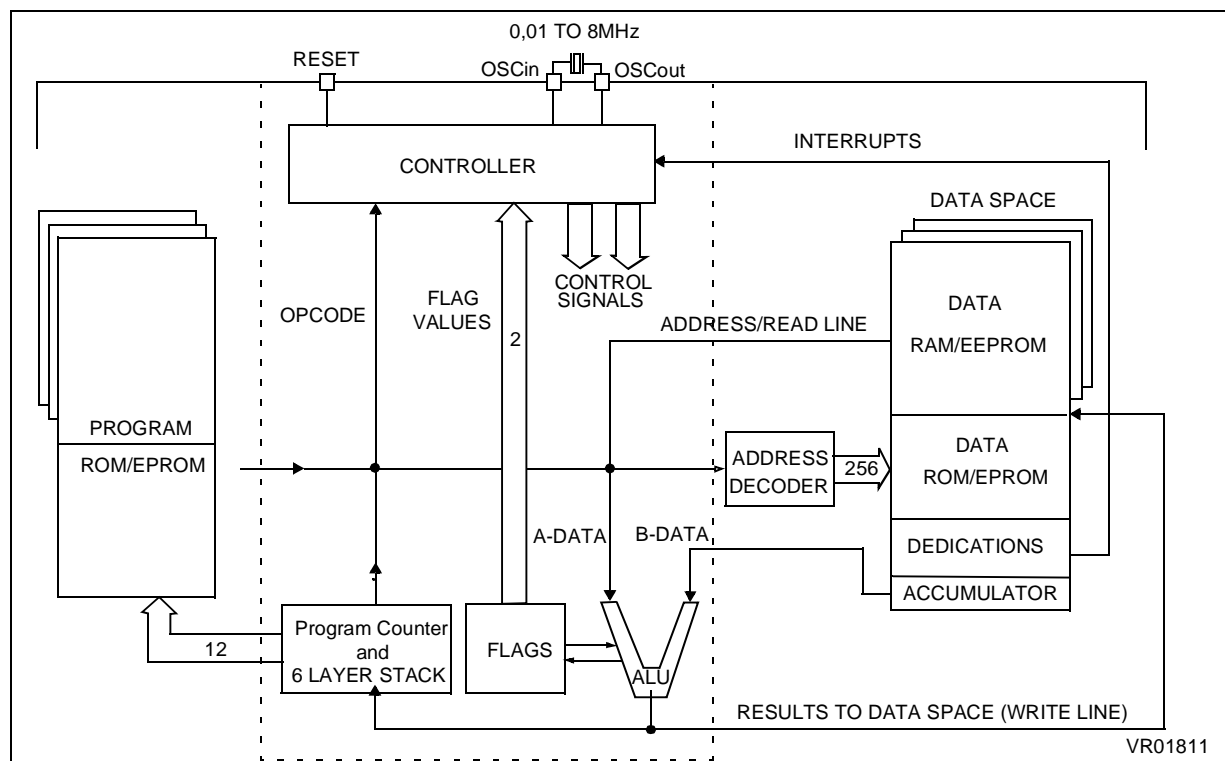 0,01 TO 8MHz
RESET
OSCin
OSCout
INTERRUPTS
CONTROLLER
DATA SPACE
CONTROL
SIGNALS
OPCODE
FLAG
VALUES
2
ADDRESS/READ LINE
DATA
RAM/EEPROM
PROGRAM
ROM/EPROM
ADDRESS
DECODER
256
DATA
ROM/EPROM
A-DATA
B-DATA
DEDICATIONS
ACCUMULATOR
12
Program Counter
and
6 LAYER STACK
FLAGS
ALU
RESULTS TO DATA SPACE (WRITE LINE)
VR01811